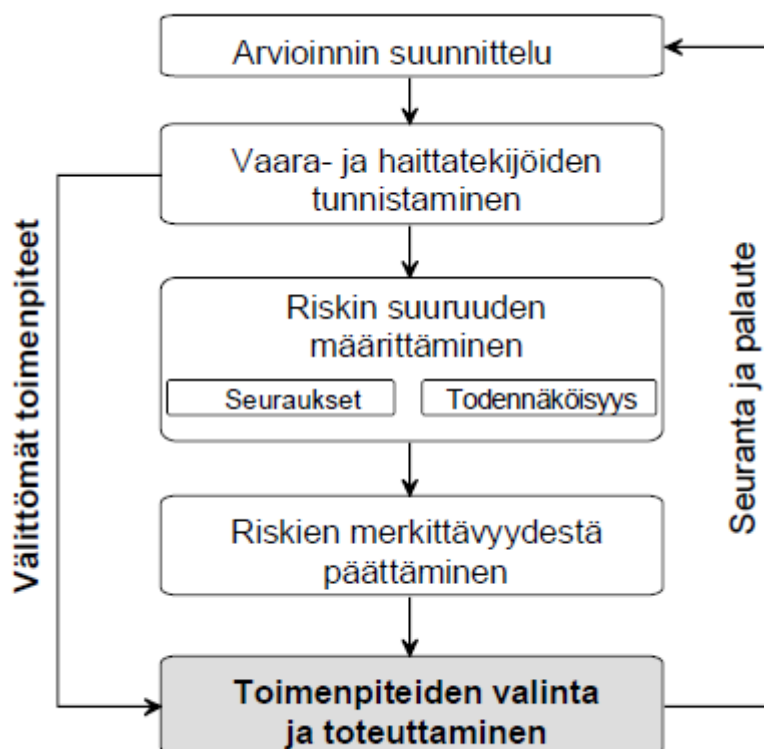 Arvioinnin suunnittelu
Vaara- ja haittatekijöiden
tunnistaminen
Riskin suuruuden
määrittäminen
Seuraukset
Todennäköisyys
Riskien merkittävyydestä
päättäminen
Toimenpiteiden valinta
ja toteuttaminen
Välittömät toimenpiteet
Seuranta ja palaute